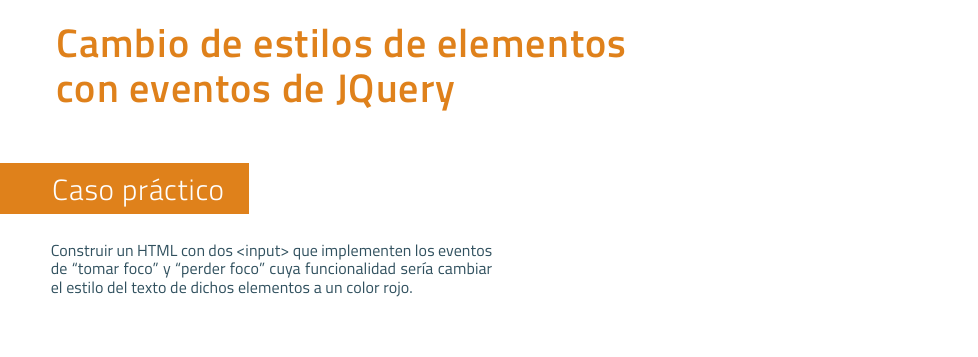 Cambio de estilos de elementos
con eventos de JQuery
Caso práctico
Construir un HTML con dos <input> que implementen los eventos
de “tomar foco” y “perder foco” cuya funcionalidad sería cambiar
el estilo del texto de dichos elementos a un color rojo.